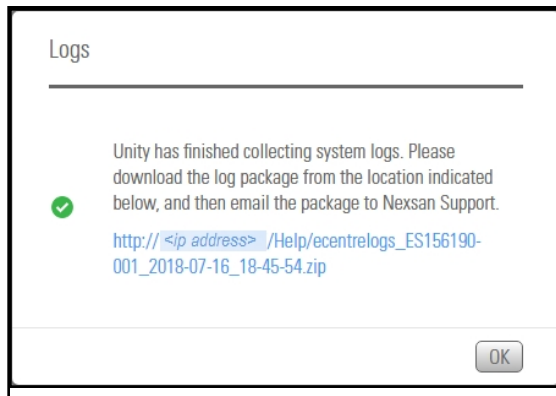 Logs
Unity has finished collecting system logs. Please
download the log package from the location indicated
below, and then email the package to Nexsan Support.
http:// <ip address> /Help/ecentrelogs_ES156190-
001_2018-07-16_18-45-54.zip
OK